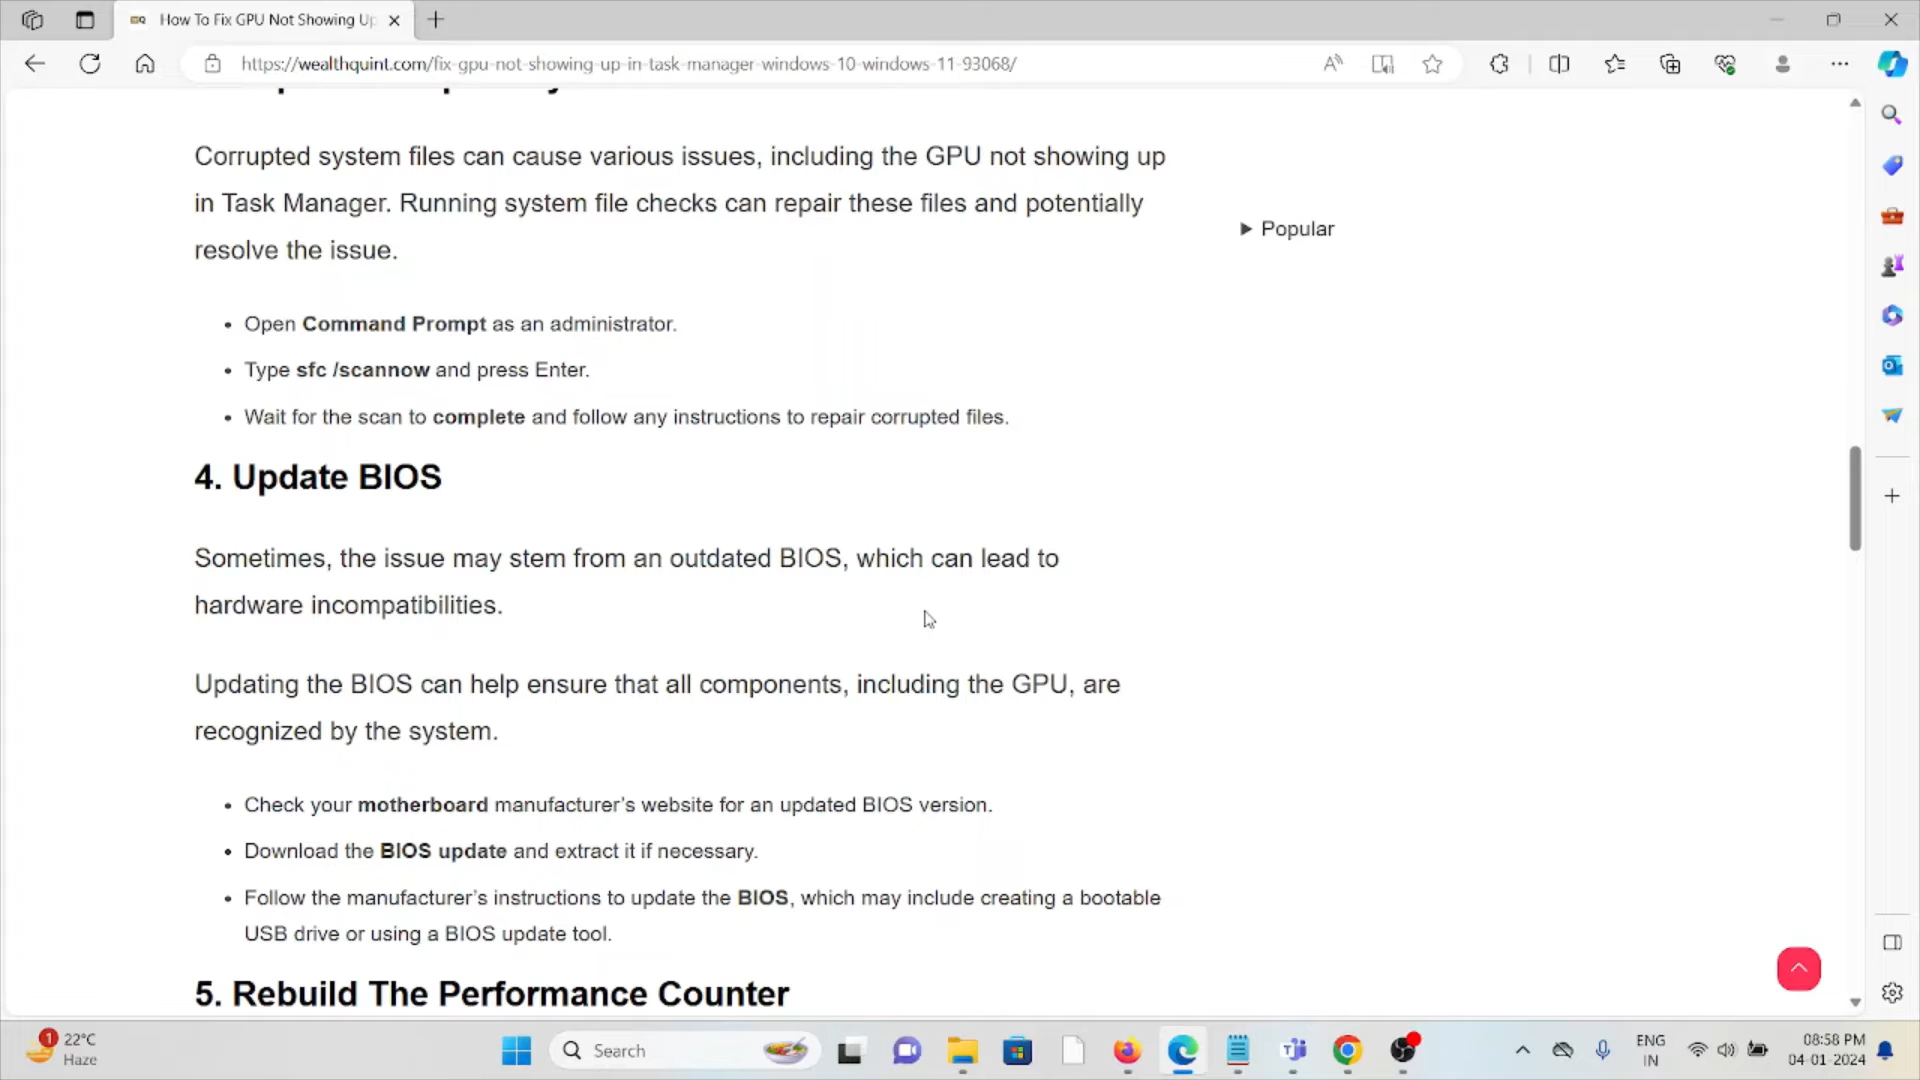 How To Fix GPU Not Showing Up
https://wealthquint.com/fix-gpu-not-showing-up-in-task-manager-windows-10-windows-11-93068/
Corrupted system files can cause various issues, including the GPU not showing up
in Task Manager. Running system file checks can repair these files and potentially
resolve the issue.
Popular
• Open Command Prompt as an administrator.
• Type sfc /scannow and press Enter.
• Wait for the scan to complete and follow any instructions to repair corrupted files.
4. Update BIOS
Sometimes, the issue may stem from an outdated BIOS, which can lead to
hardware incompatibilities.
Updating the BIOS can help ensure that all components, including the GPU, are
recognized by the system.
• Check your motherboard manufacturer’s website for an updated BIOS version.
• Download the BIOS update and extract it if necessary.
• Follow the manufacturer’s instructions to update the BIOS, which may include creating a bootable
USB drive or using a BIOS update tool.
5. Rebuild The Performance Counter
1
22°C
Haze
Search
ENG
IN
08:58 PM
04-01-2024